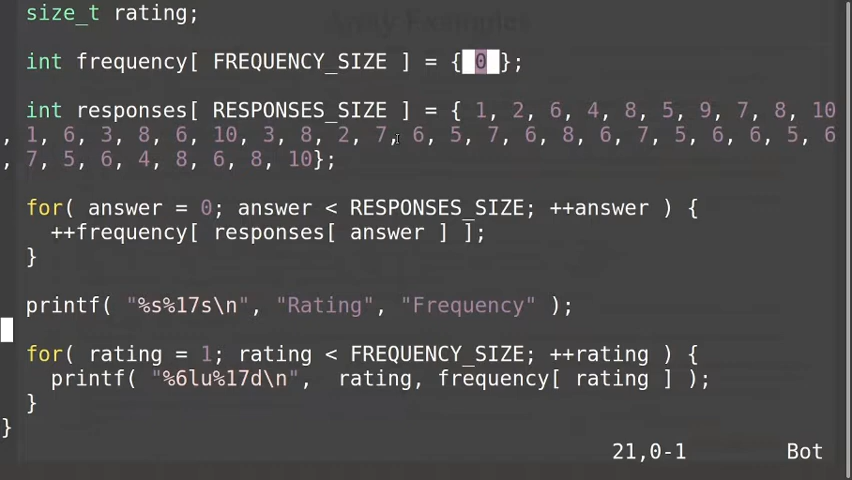 Array Examples
size_t rating;
int frequency[ FREQUENCY_SIZE ] = { 0 };
int responses[ RESPONSES_SIZE ] = { 1, 2, 6, 4, 8, 5, 9, 7, 8, 10
, 1, 6, 3, 8, 6, 10, 3, 8, 2, 7, 6, 5, 7, 6, 8, 6, 7, 5, 6, 6, 5, 6
, 7, 5, 6, 4, 8, 6, 8, 10};
for( answer = 0; answer < RESPONSES_SIZE; ++answer ) {
++frequency[ responses[ answer ] ];
}
printf( "%s%17s\n", "Rating", "Frequency" );
for( rating = 1; rating < FREQUENCY_SIZE; ++rating ) {
printf( "%6lu%17d\n", rating, frequency[ rating ] );
}
}
21,0-1 Bot